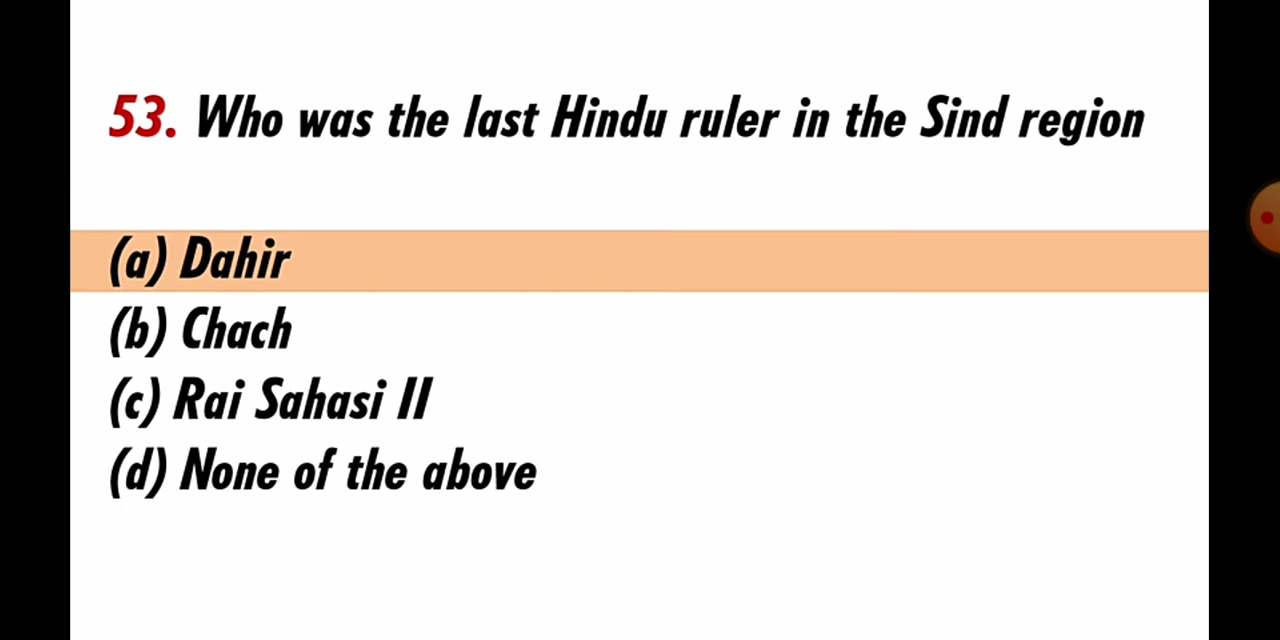 53. Who was the last Hindu ruler in the Sind region
(a) Dahir
(b) Chach
(c) Rai Sahasi II
(d) None of the above